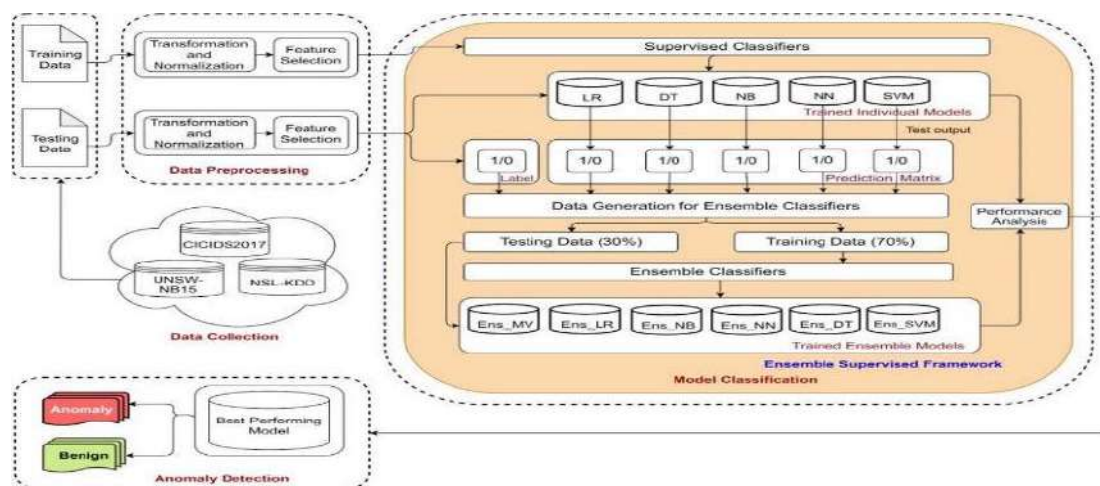 Training
Data
Transformation
and
Normalization
Feature
Selection
Supervised Classifiers
LR
DT
NB
NN
SVM
Trained Individual Models
Testing
Data
Transformation
and
Normalization
Feature
Selection
Data Preprocessing
Test output
1/0
Label
1/0
1/0
1/0
1/0
1/0
Prediction Matrix
Data Generation for Ensemble Classifiers
Performance
Analysis
Testing Data (30%)
Training Data (70%)
Ensemble Classifiers
CICIDS2017
UNSW-
NB15
NSL-KDD
Data Collection
Ens_MV
Ens_LR
Ens_NB
Ens_NN
Ens_DT
Ens_SVM
Trained Ensemble Models
Ensemble Supervised Framework
Model Classification
Anomaly
Benign
Best Performing
Model
Anomaly Detection